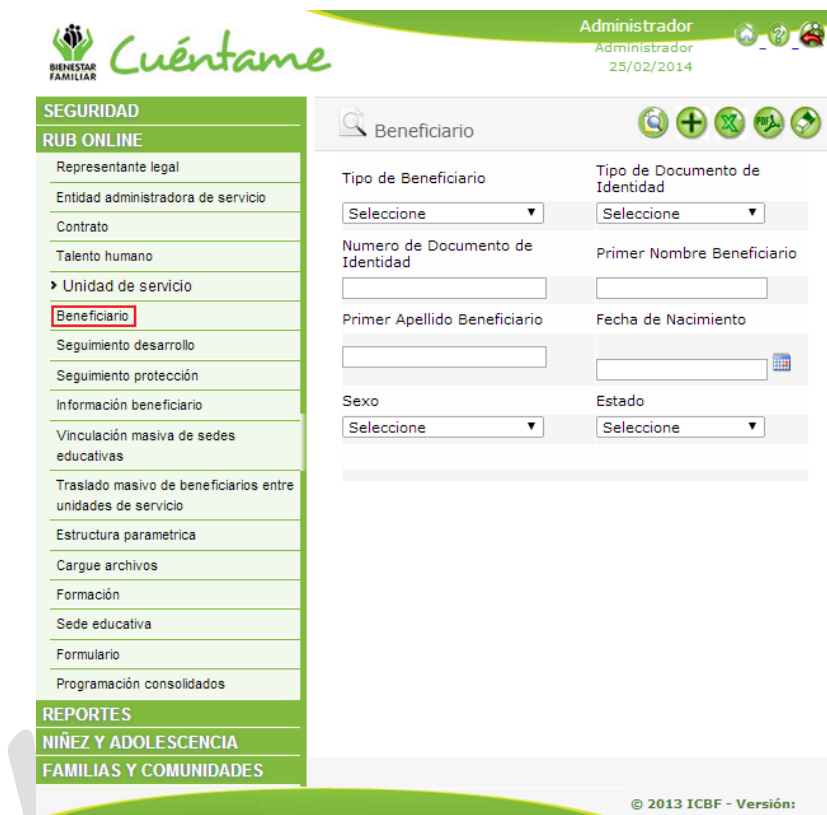 BIENESTAR
FAMILIAR
Cuéntame
Administrador
Administrador
25/02/2014
SEGURIDAD
RUB ONLINE
Representante legal
Entidad administradora de servicio
Contrato
Talento humano
Unidad de servicio
Beneficiario
Seguimiento desarrollo
Seguimiento protección
Información beneficiario
Vinculación masiva de sedes
educativas
Traslado masivo de beneficiarios entre
unidades de servicio
Estructura parametrica
Cargue archivos
Formación
Sede educativa
Formulario
Programación consolidados
REPORTES
NIÑEZ Y ADOLESCENCIA
FAMILIAS Y COMUNIDADES
Beneficiario
PDF
Tipo de Beneficiario
Tipo de Documento de
Identidad
Seleccione
Seleccione
Numero de Documento de
Identidad
Primer Nombre Beneficiario
Primer Apellido Beneficiario
Fecha de Nacimiento
Sexo
Estado
Seleccione
Seleccione
© 2013 ICBF - Versión: